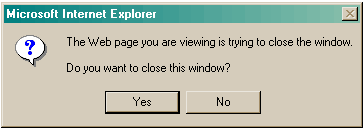 Microsoft Internet Explorer
The Web page you are viewing is trying to close the window.
Do you want to close this window?
Yes No